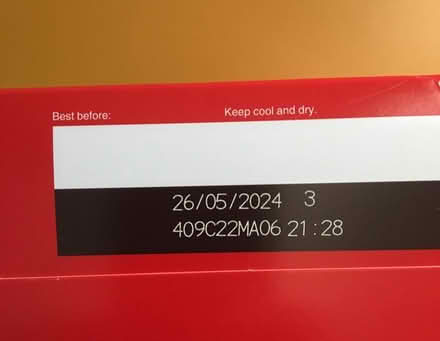 Best before: Keep cool and dry.
26/05/2024 3
409C22MA06 21:28